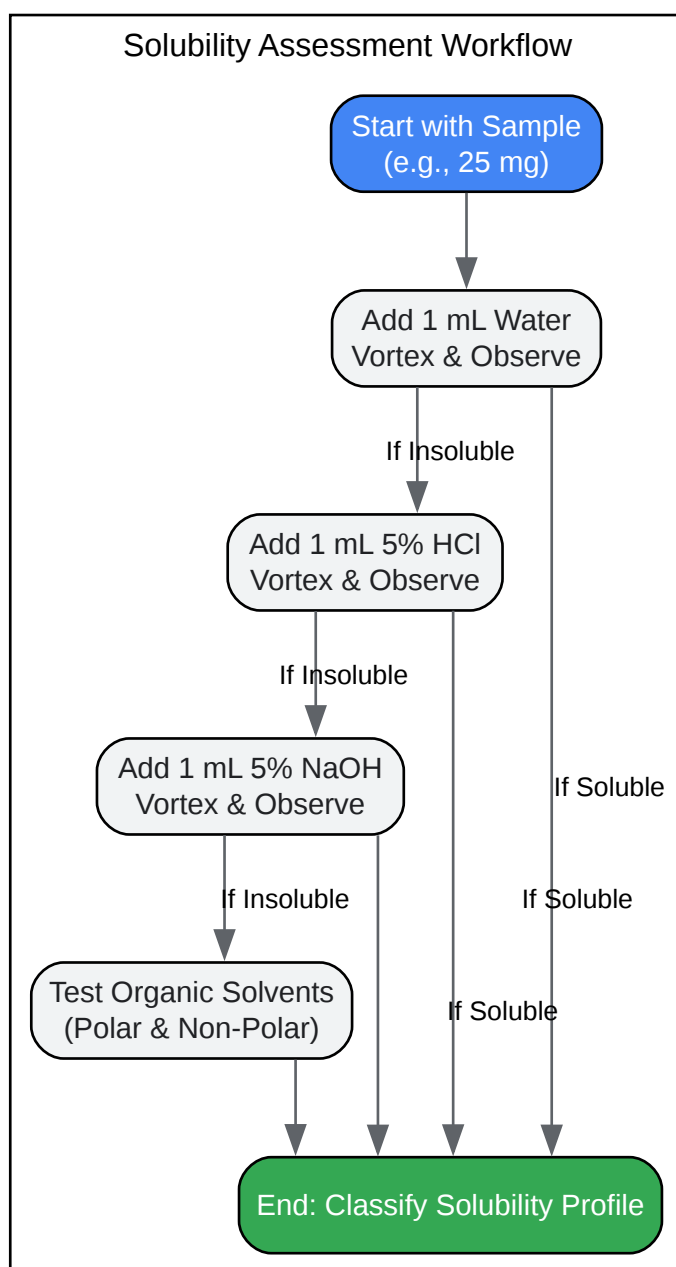 Solubility Assessment Workflow
Start with Sample
(e.g., 25 mg)
Add 1 mL Water
Vortex & Observe
If Insoluble
Add 1 mL 5% HCl
Vortex & Observe
If Insoluble
Add 1 mL 5% NaOH
Vortex & Observe
If Soluble
If Insoluble
If Soluble
Test Organic Solvents
(Polar & Non-Polar)
If Soluble
End: Classify Solubility Profile